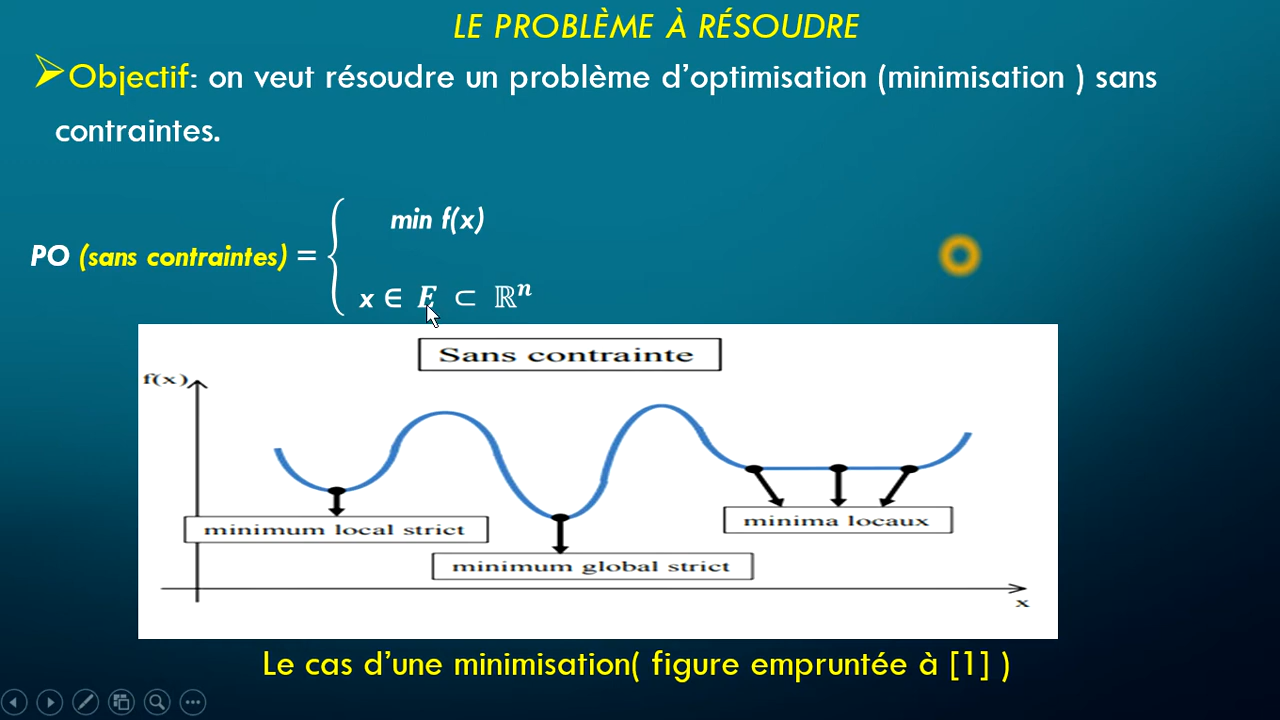 LE PROBLÈME À RÉSOUDRE
➢Objectif: on veut résoudre un problème d’optimisation (minimisation ) sans
contraintes.
min f(x)
PO (sans contraintes) =
x ∈ E ⊂ ℝⁿ
Sans contrainte
f(x)
minimum local strict
minima locaux
minimum global strict
x
Le cas d’une minimisation( figure empruntée à [1] )